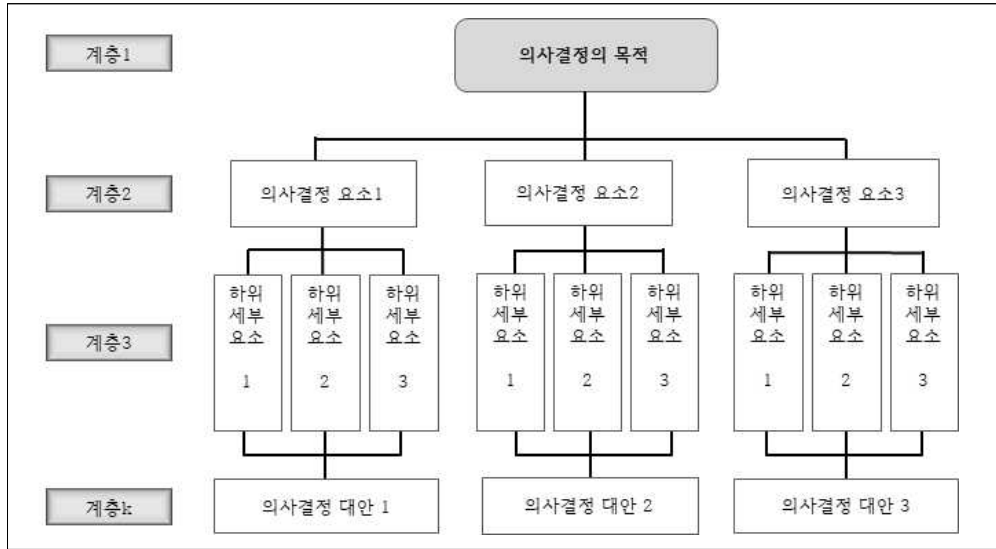 계층1
의사결정의 목적
계층2
의사결정 요소1
의사결정 요소2
의사결정 요소3
계층3
하위
세부
요소
1
하위
세부
요소
2
하위
세부
요소
3
하위
세부
요소
1
하위
세부
요소
2
하위
세부
요소
3
하위
세부
요소
1
하위
세부
요소
2
하위
세부
요소
3
계층k
의사결정 대안 1
의사결정 대안 2
의사결정 대안 3